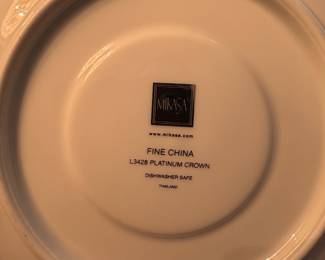 MIKASA
www.mikasa.com
FINE CHINA
L3428 PLATINUM CROWN
DISHWASHER SAFE
THAILAND